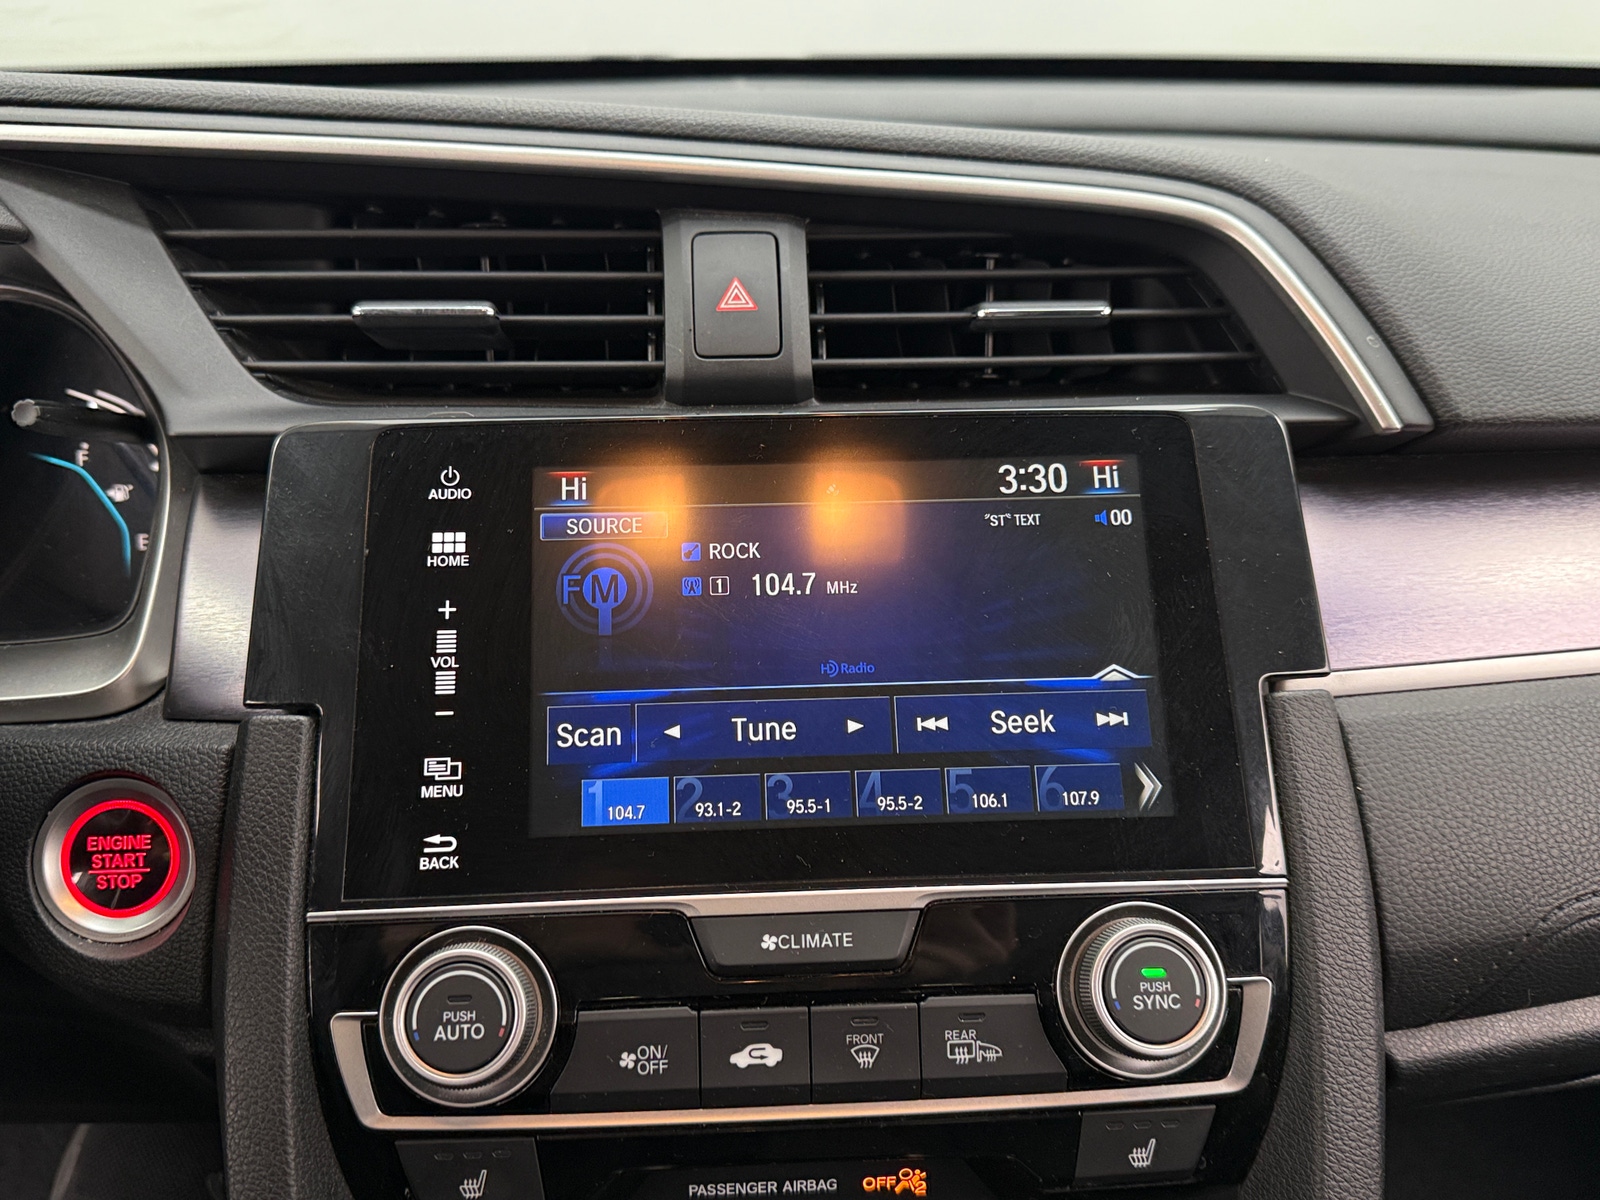 F
E
AUDIO
HOME
+
VOL
-
MENU
BACK
Hi
3:30
Hi
SOURCE
"ST" TEXT
00
FM
ROCK
1
104.7 MHz
HD Radio
Scan
Tune
Seek
1 104.7
2 93.1-2
3 95.5-1
4 95.5-2
5 106.1
6 107.9
ENGINE
START
STOP
CLIMATE
PUSH
AUTO
ON/
OFF
FRONT
REAR
PUSH
SYNC
PASSENGER AIRBAG OFF
2